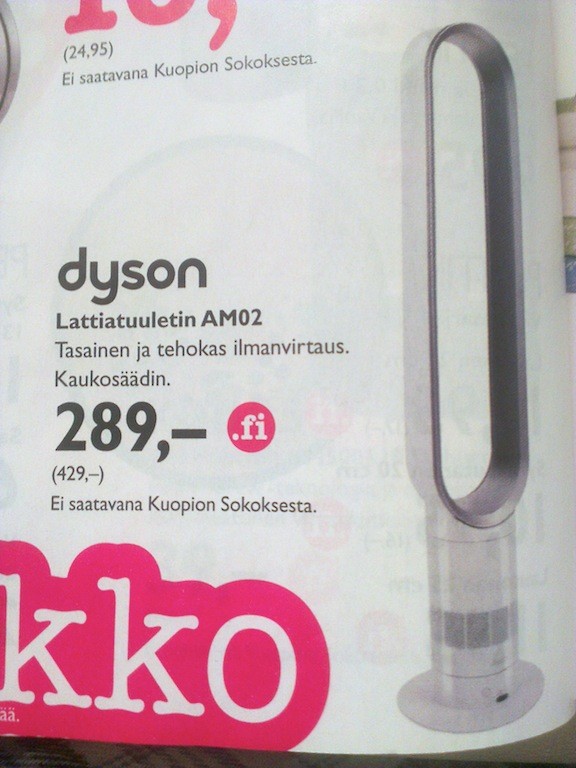 (24,95)
Ei saatavana Kuopion Sokoksesta.
dyson
Lattiatuuletin AM02
Tasainen ja tehokas ilmanvirtaus.
Kaukosäädin.
289,– .fi
(429,–)
Ei saatavana Kuopion Sokoksesta.
kko
ää.